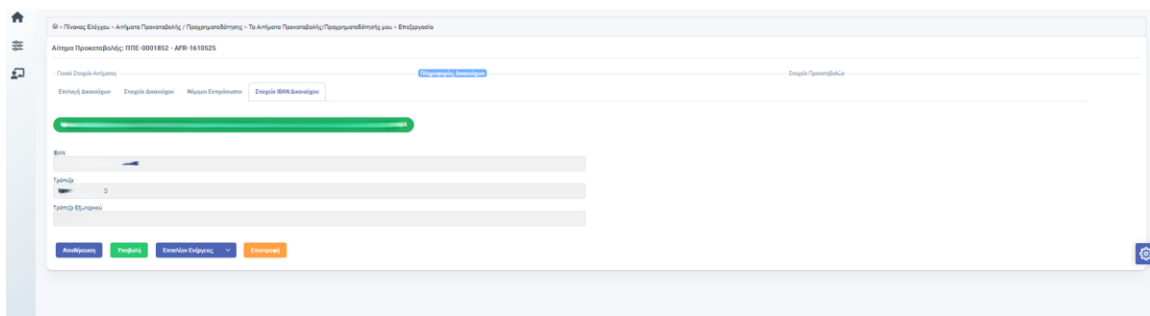 > Πίνακας Ελέγχου > Αιτήματα Προκαταβολής / Προχρηματοδότησης > Τα Αιτήματα Προκαταβολής/Προχρηματοδότησής μου > Επεξεργασία
Αίτημα Προκαταβολής: ΠΠΕ-0001852 - AFR-1610525
Γενικά Στοιχεία Αιτήματος Πληροφορίες Δικαιούχων Στοιχεία Προκαταβολών
Επιλογή Δικαιούχων Στοιχεία Δικαιούχου Νόμιμοι Εκπρόσωποι Στοιχεία IBAN Δικαιούχου
IBAN
Τράπεζα
Τράπεζα Εξωτερικού
Αποθήκευση Υποβολή Επιπλέον Ενέργειες Επιστροφή